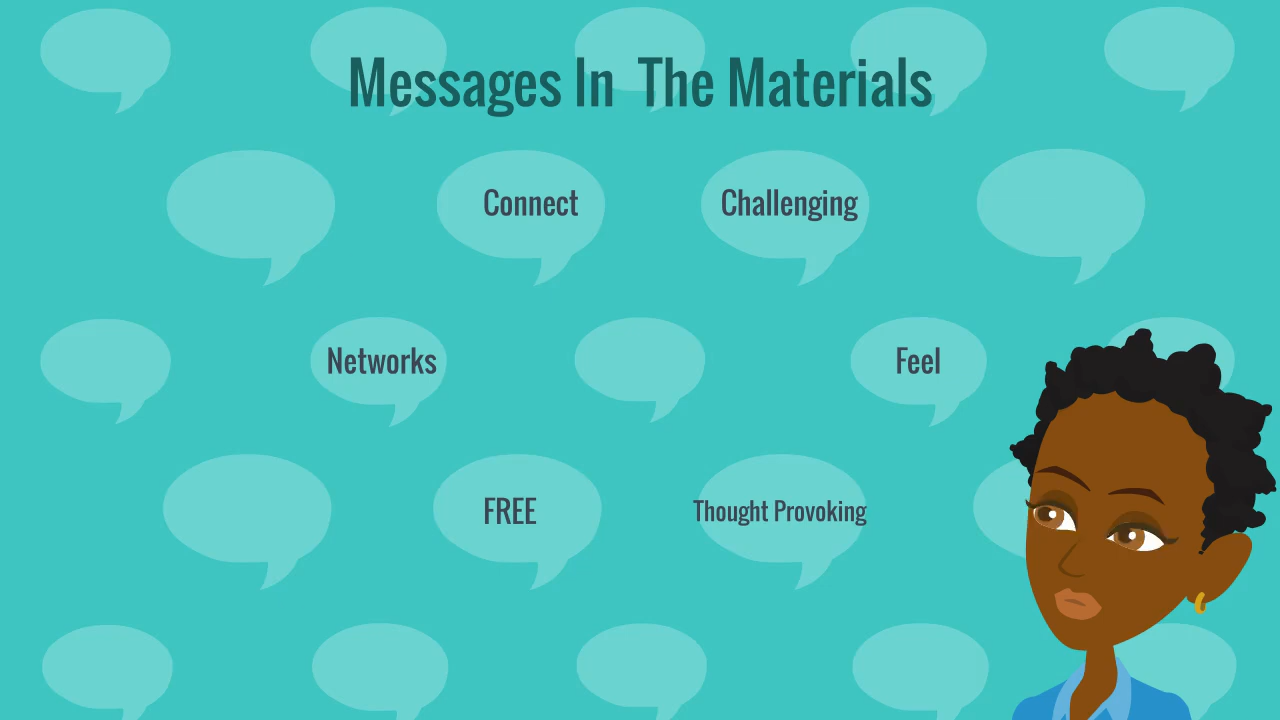 Messages In The Materials
Connect
Challenging
Networks
Feel
FREE
Thought Provoking